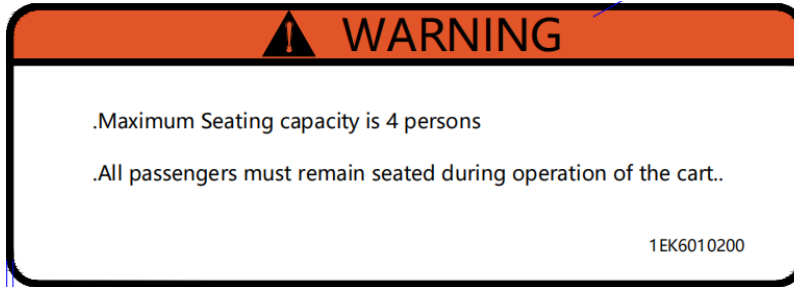 WARNING
.Maximum Seating capacity is 4 persons
.All passengers must remain seated during operation of the cart..
1EK6010200